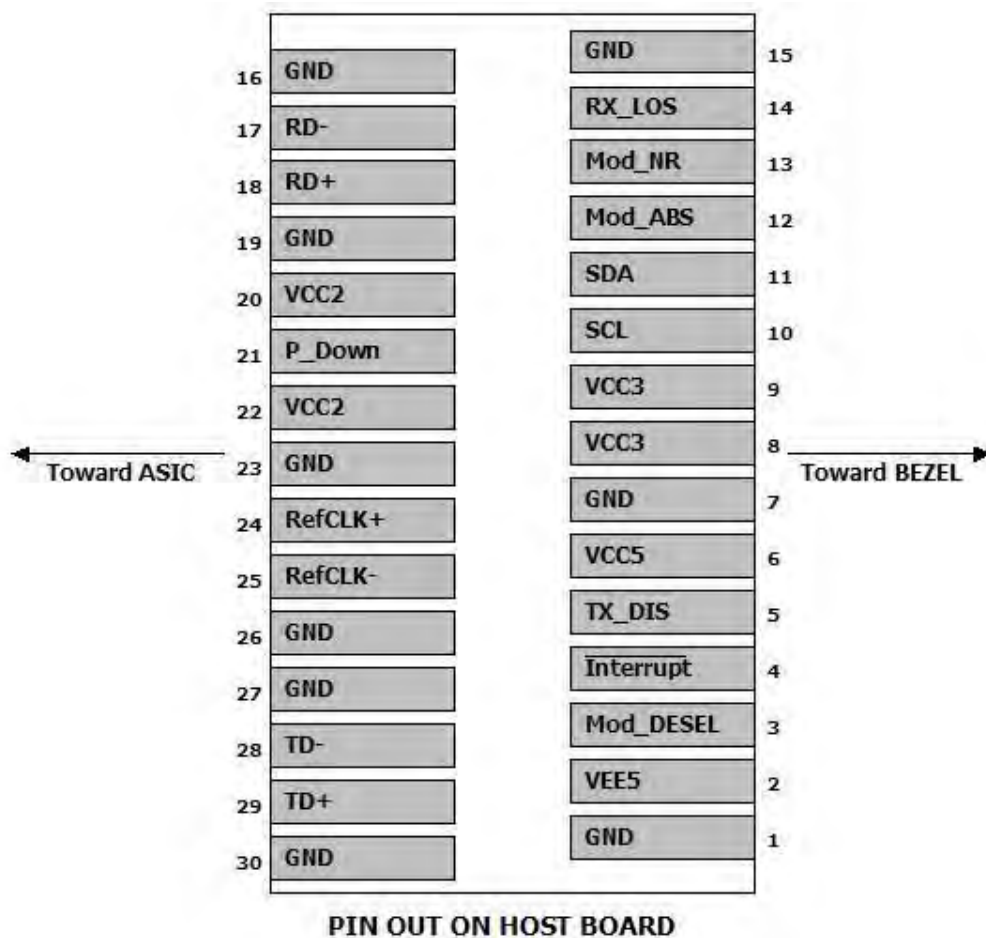 GND 15
16 GND
RX_LOS 14
17 RD-
Mod_NR 13
18 RD+
Mod_ABS 12
19 GND
SDA 11
20 VCC2
SCL 10
21 P_Down
VCC3 9
22 VCC2
VCC3 8
Toward ASIC
23 GND
Toward BEZEL
GND 7
24 RefCLK+
VCC5 6
25 RefCLK-
TX_DIS 5
26 GND
Interrupt 4
27 GND
Mod_DESEL 3
28 TD-
VEE5 2
29 TD+
GND 1
30 GND
PIN OUT ON HOST BOARD